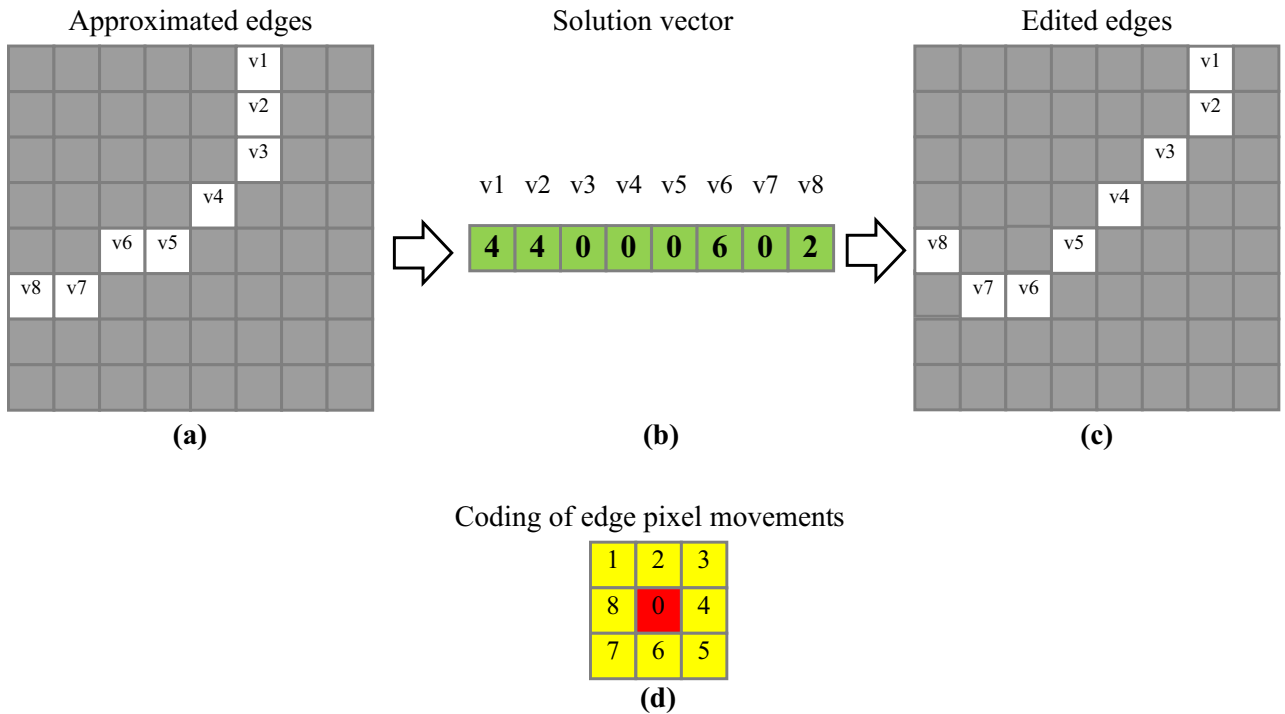 Approximated edges
Solution vector
Edited edges
v1
v2
v3
v4
v6 v5
v8 v7
v1 v2 v3 v4 v5 v6 v7 v8
4 4 0 0 0 6 0 2
v1
v2
v3
v4
v8 v5
v7 v6
(a)
(b)
(c)
Coding of edge pixel movements
1 2 3
8 0 4
7 6 5
(d)